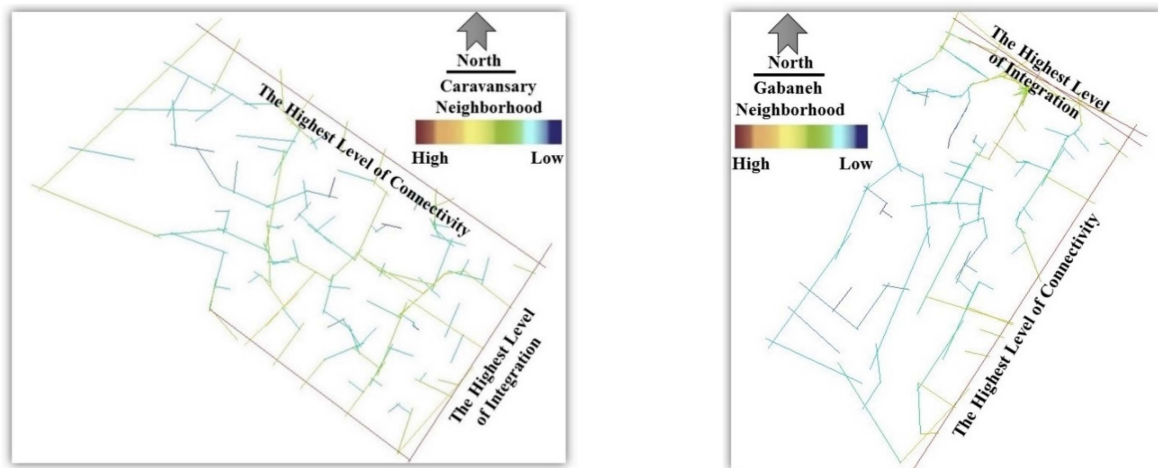 North
Caravansary
Neighborhood
High Low
The Highest Level of Connectivity
The Highest Level
of Integration
North
Gabaneh
Neighborhood
High Low
The Highest Level
of Integration
The Highest Level of Connectivity